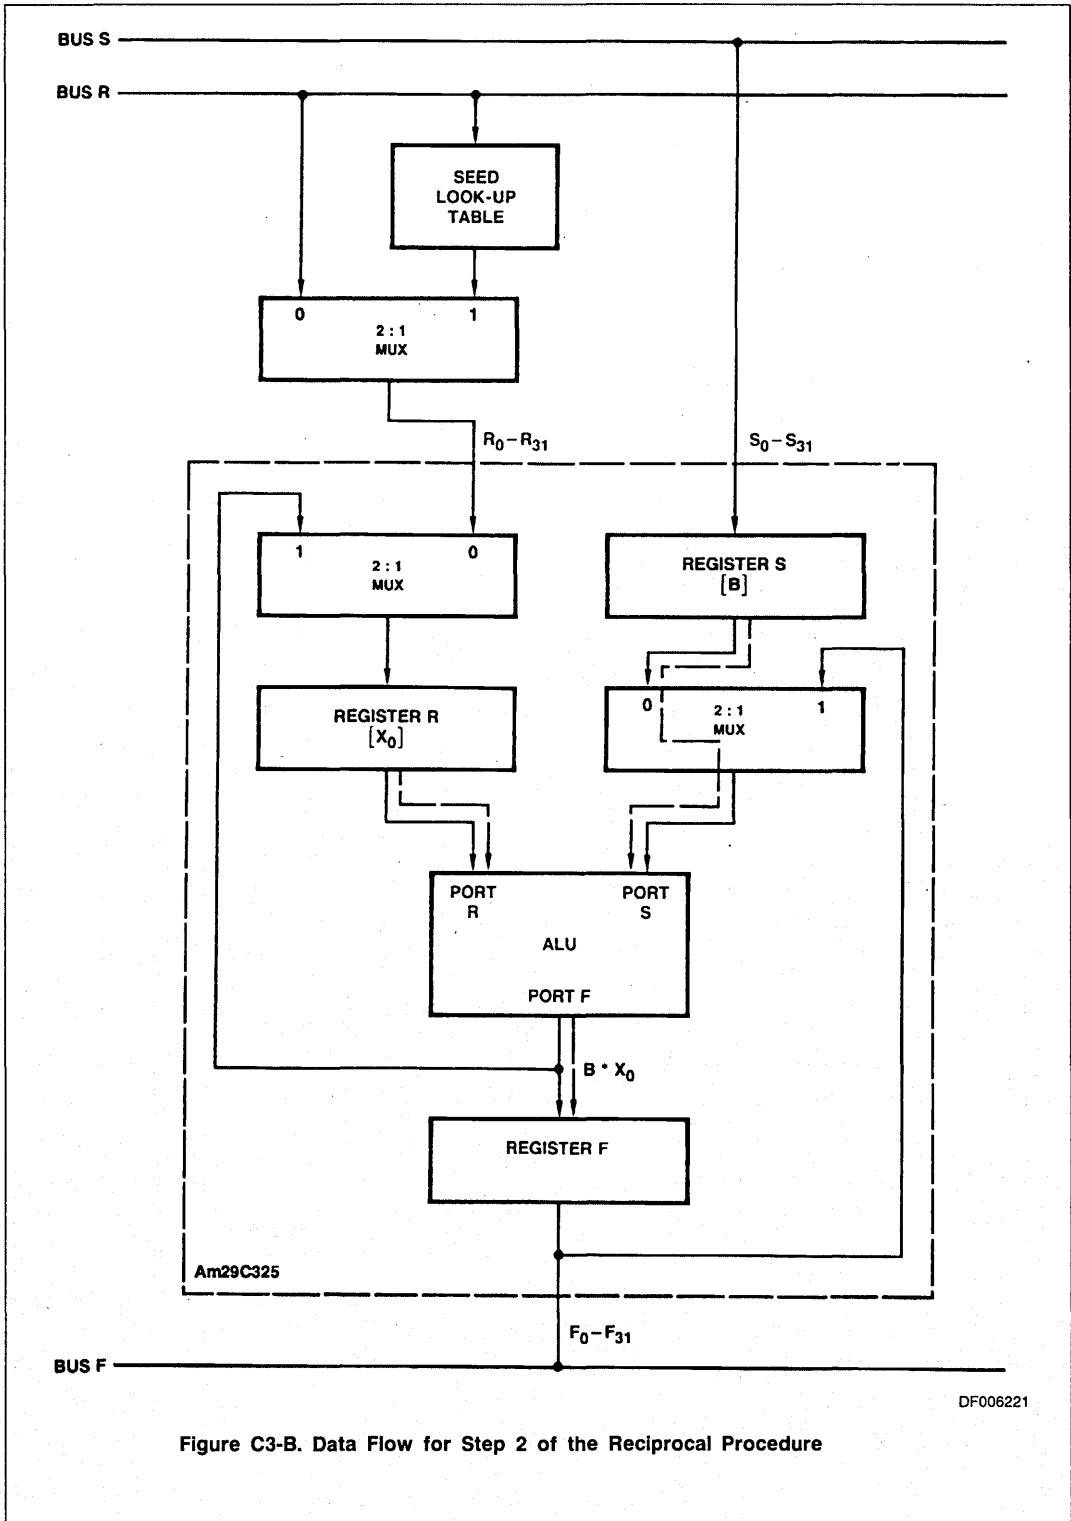 BUS S
BUS R
SEED
LOOK-UP
TABLE
0
1
2 : 1
MUX
R0–R31
S0–S31
1
0
2 : 1
MUX
REGISTER S
[B]
REGISTER R
[X0]
0
2 : 1
MUX
1
PORT
R
PORT
S
ALU
PORT F
B * X0
REGISTER F
Am29C325
F0–F31
BUS F
DF006221
Figure C3-B. Data Flow for Step 2 of the Reciprocal Procedure